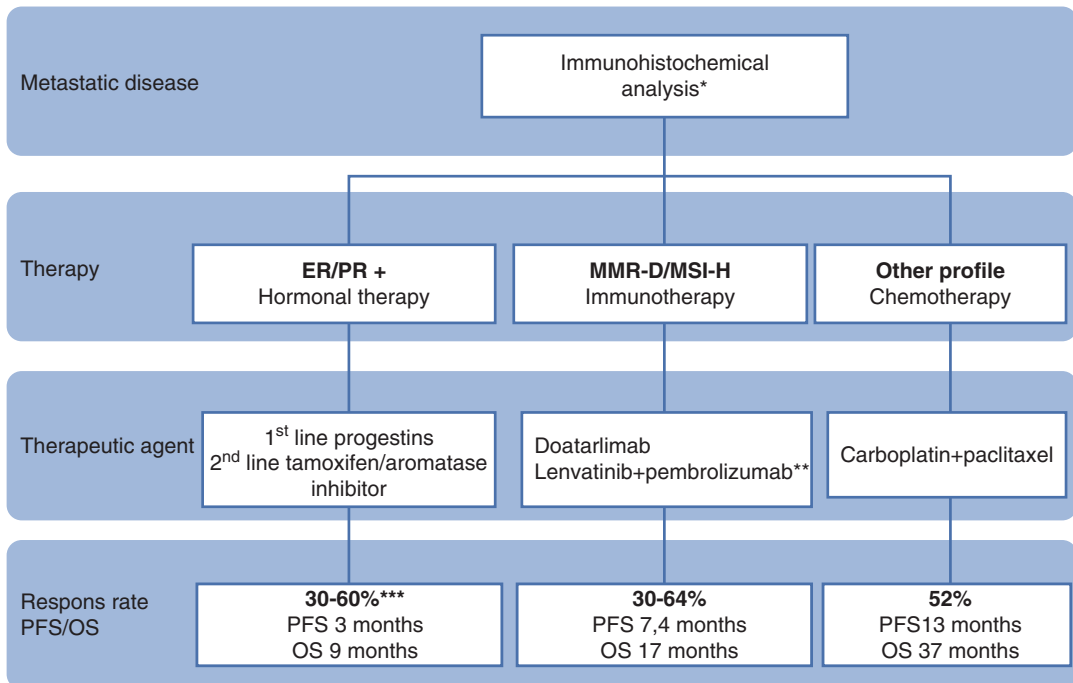 Metastatic disease
Immunohistochemical
analysis*
Therapy
ER/PR +
Hormonal therapy
MMR-D/MSI-H
Immunotherapy
Other profile
Chemotherapy
Therapeutic agent
1st line progestins
2nd line tamoxifen/aromatase
inhibitor
Doatarlimab
Lenvatinib+pembrolizumab**
Carboplatin+paclitaxel
Respons rate
PFS/OS
30-60%***
PFS 3 months
OS 9 months
30-64%
PFS 7,4 months
OS 17 months
52%
PFS13 months
OS 37 months